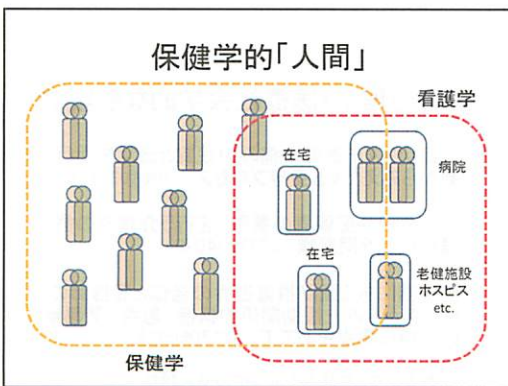 保健学的「人間」
看護学
在宅
病院
在宅
老健施設
ホスピス
etc.
保健学